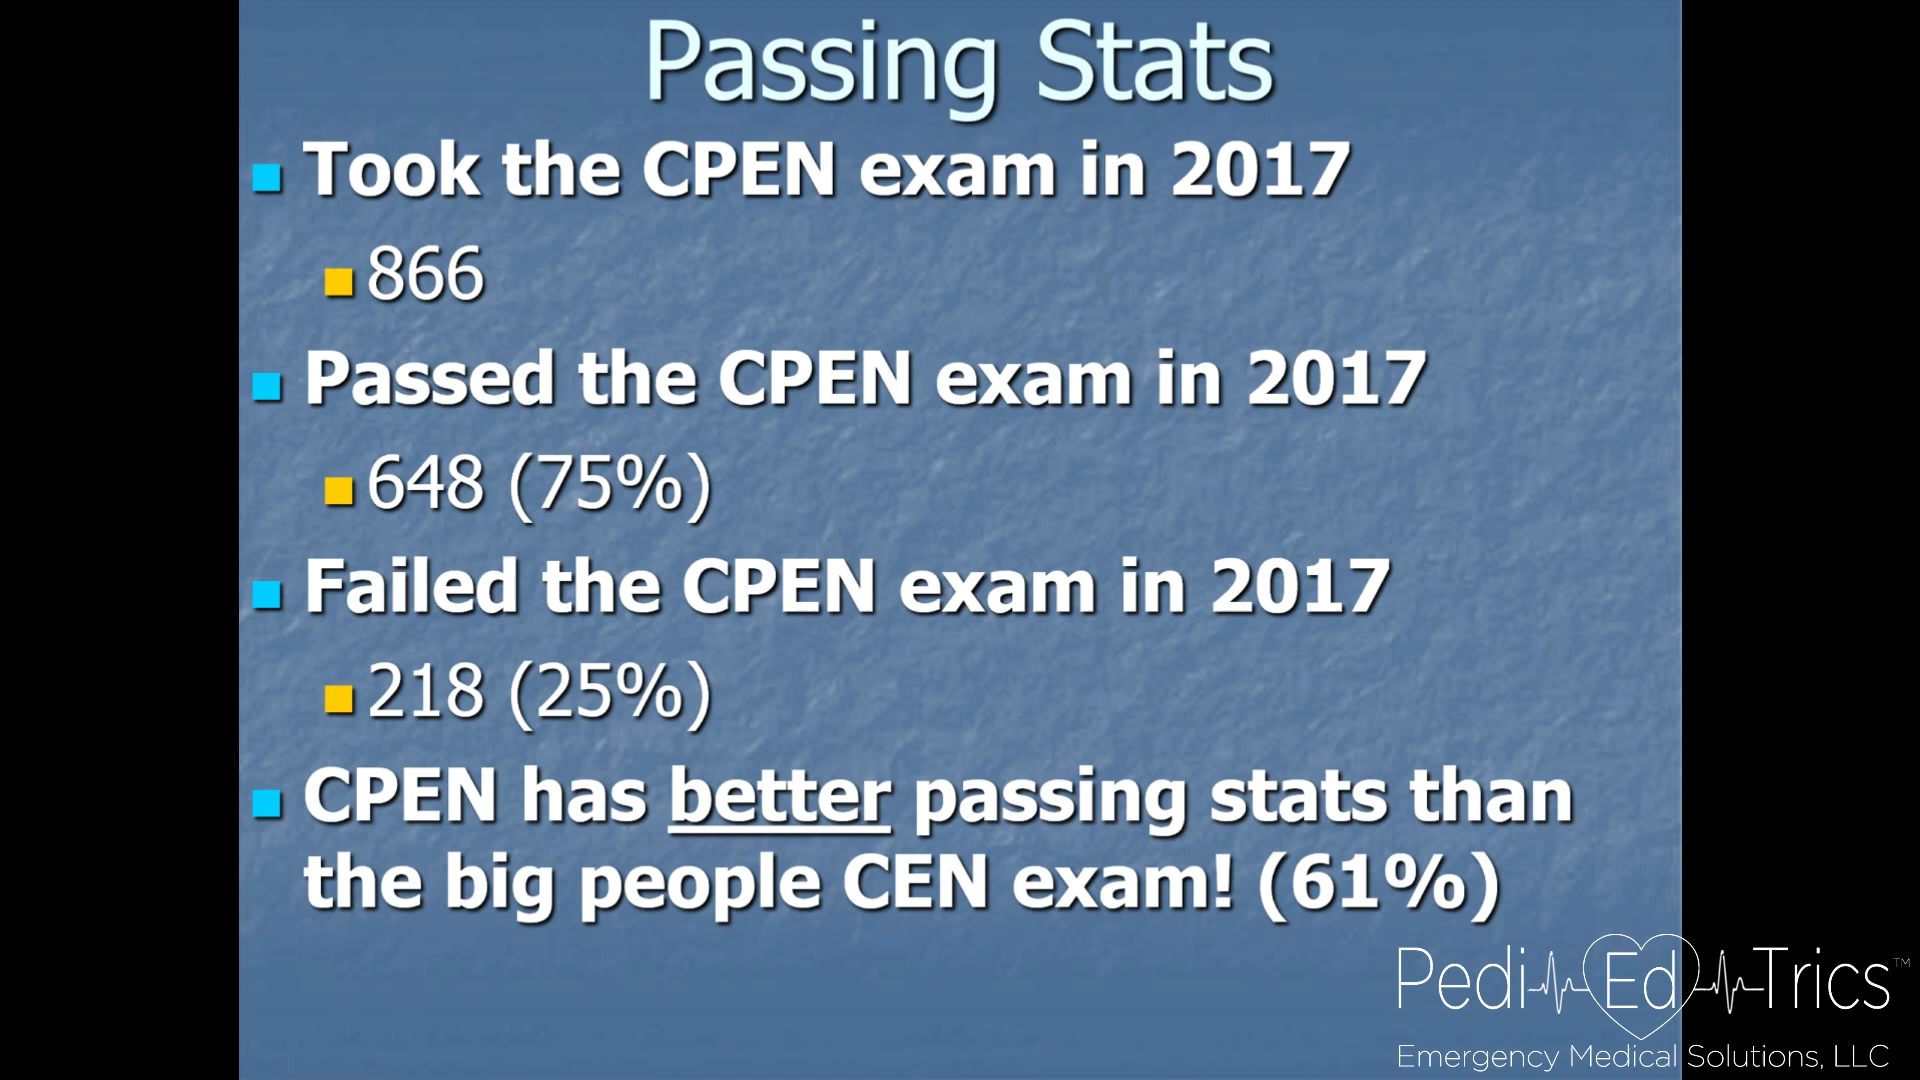 Passing Stats
Took the CPEN exam in 2017
866
Passed the CPEN exam in 2017
648 (75%)
Failed the CPEN exam in 2017
218 (25%)
CPEN has better passing stats than
the big people CEN exam! (61%)
Pedi Ed Trics™
Emergency Medical Solutions, LLC